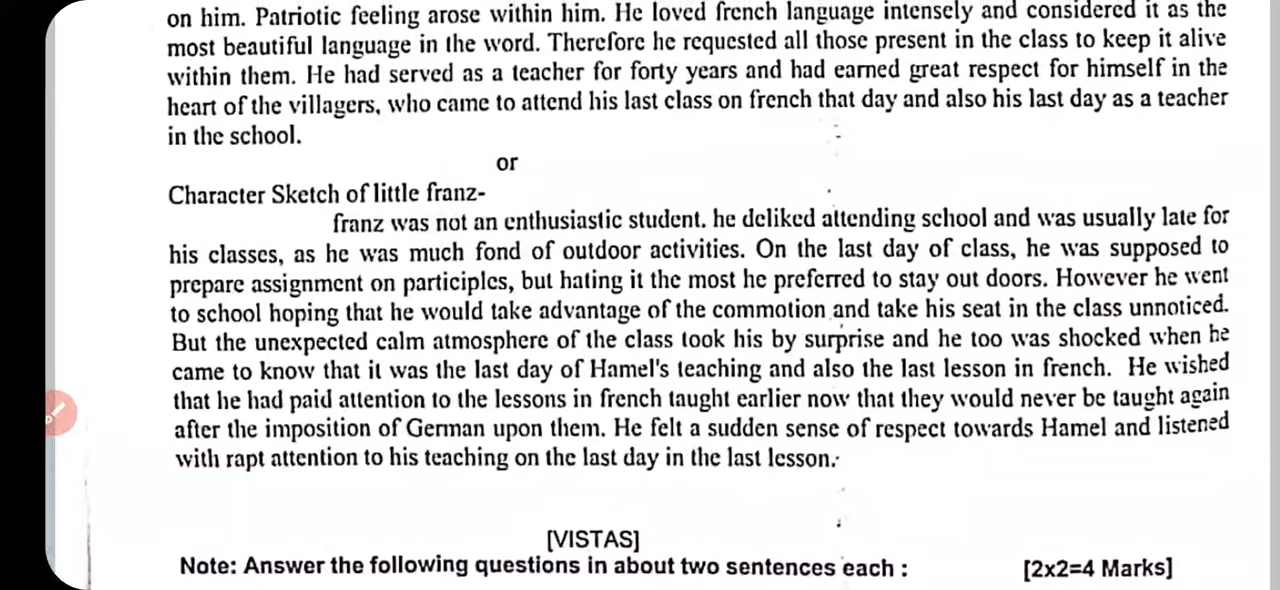 on him. Patriotic feeling arose within him. He loved french language intensely and considered it as the
most beautiful language in the word. Therefore he requested all those present in the class to keep it alive
within them. He had served as a teacher for forty years and had earned great respect for himself in the
heart of the villagers, who came to attend his last class on french that day and also his last day as a teacher
in the school.
or
Character Sketch of little franz-
franz was not an enthusiastic student. he deliked attending school and was usually late for
his classes, as he was much fond of outdoor activities. On the last day of class, he was supposed to
prepare assignment on participles, but hating it the most he preferred to stay out doors. However he went
to school hoping that he would take advantage of the commotion and take his seat in the class unnoticed.
But the unexpected calm atmosphere of the class took his by surprise and he too was shocked when he
came to know that it was the last day of Hamel's teaching and also the last lesson in french. He wished
that he had paid attention to the lessons in french taught earlier now that they would never be taught again
after the imposition of German upon them. He felt a sudden sense of respect towards Hamel and listened
with rapt attention to his teaching on the last day in the last lesson.
[VISTAS]
Note: Answer the following questions in about two sentences each : [2x2=4 Marks]